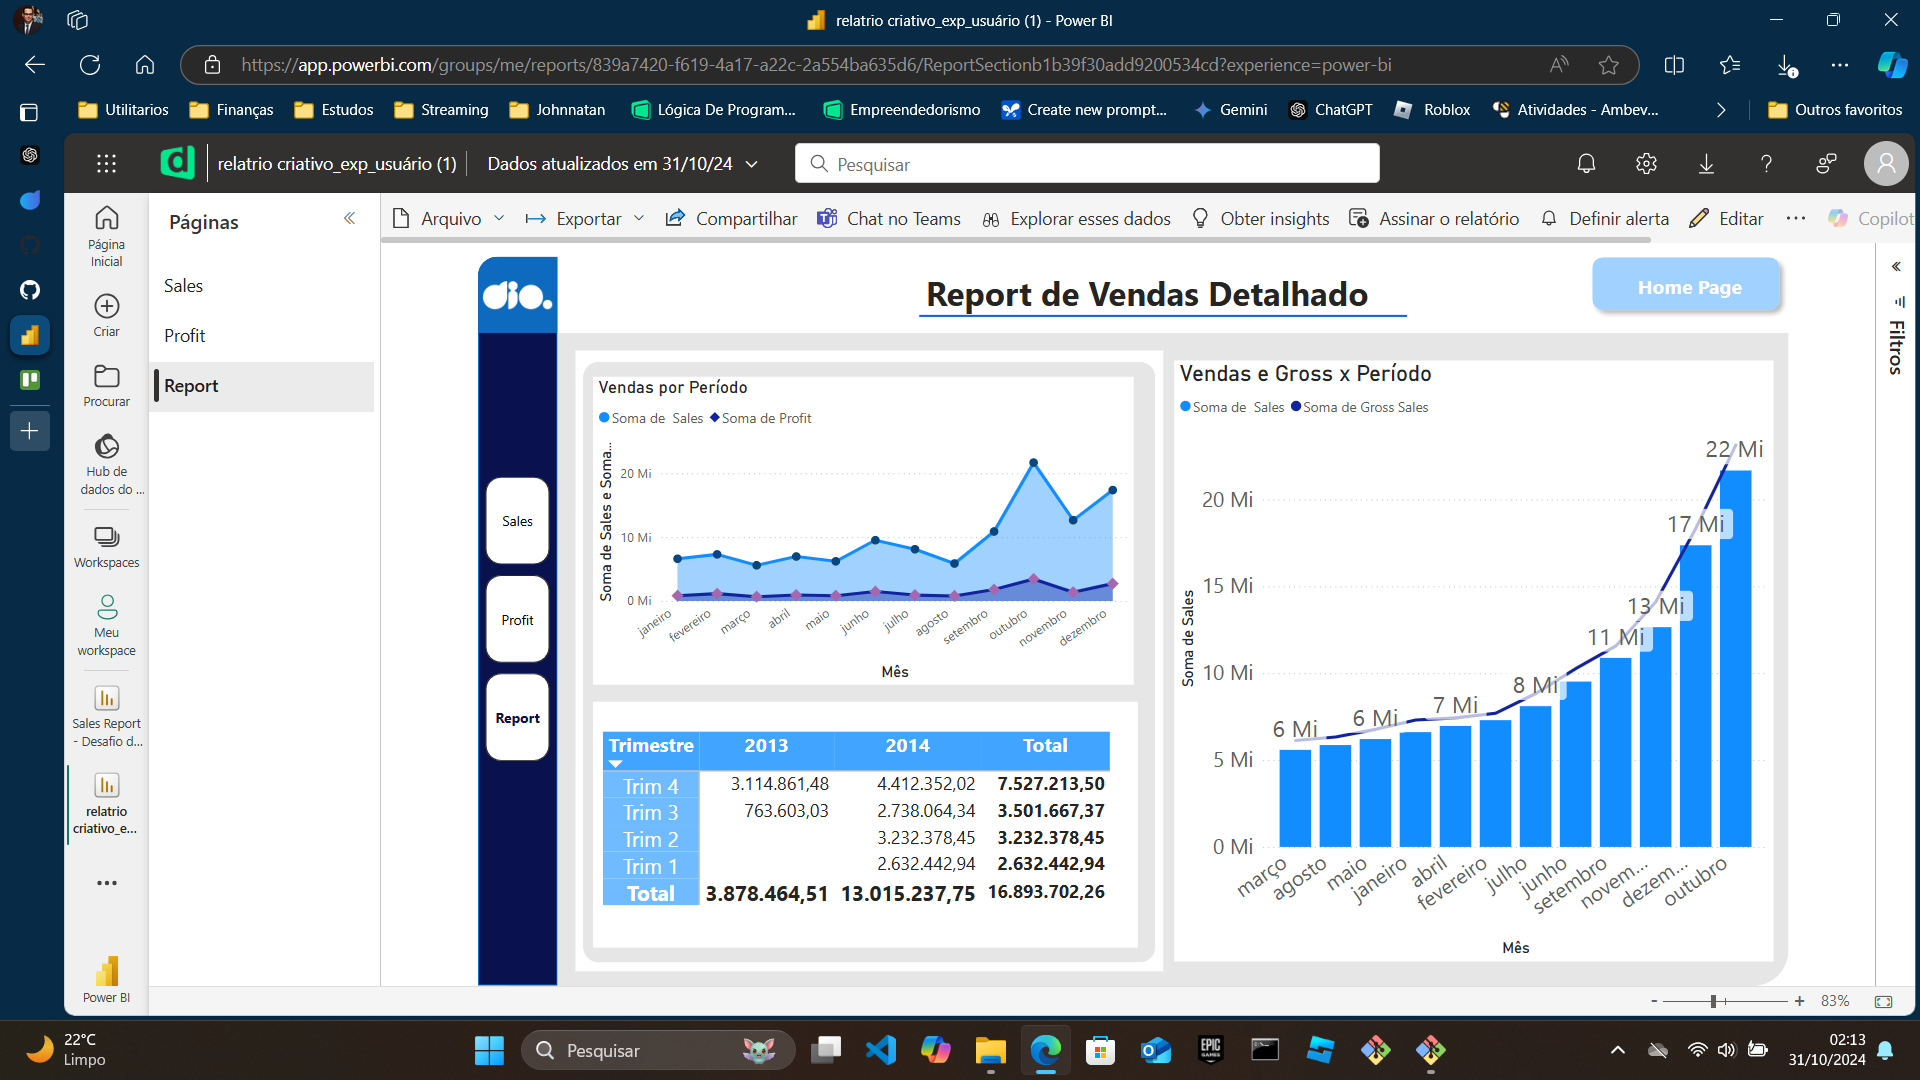 relatrio criativo_exp_usuário (1) - Power BI
https://app.powerbi.com/groups/me/reports/839a7420-f619-4a17-a22c-2a554ba635d6/ReportSectionb1b39f30add9200534cd?experience=power-bi
Utilitarios
Finanças
Estudos
Streaming
Johnnatan
Lógica De Program...
Empreendedorismo
Create new prompt...
Gemini
ChatGPT
Roblox
Atividades - Ambev...
Outros favoritos
relatrio criativo_exp_usuário (1)
Dados atualizados em 31/10/24
Pesquisar
Página
Inicial
Criar
Procurar
Hub de
dados do ...
Workspaces
Meu
workspace
Sales Report
- Desafio d...
relatrio
criativo_e...
Power BI
Páginas
Sales
Profit
Report
Arquivo
Exportar
Compartilhar
Chat no Teams
Explorar esses dados
Obter insights
Assinar o relatório
Definir alerta
Editar
Copilot
dio.
Report de Vendas Detalhado
Home Page
Filtros
Sales
Profit
Report
Vendas por Período
Soma de Sales
Soma de Profit
Soma de Sales e Soma...
20 Mi
10 Mi
0 Mi
janeiro
fevereiro
março
abril
maio
junho
julho
agosto
setembro
outubro
novembro
dezembro
Mês
Trimestre 2013 2014 Total
Trim 4 3.114.861,48 4.412.352,02 7.527.213,50
Trim 3 763.603,03 2.738.064,34 3.501.667,37
Trim 2 3.232.378,45 3.232.378,45
Trim 1 2.632.442,94 2.632.442,94
Total 3.878.464,51 13.015.237,75 16.893.702,26
Vendas e Gross x Período
Soma de Sales
Soma de Gross Sales
Soma de Sales
20 Mi
15 Mi
10 Mi
5 Mi
0 Mi
6 Mi
6 Mi
7 Mi
8 Mi
11 Mi
13 Mi
17 Mi
22 Mi
março
agosto
maio
janeiro
abril
fevereiro
julho
junho
setembro
novem...
dezem...
outubro
Mês
- + 83%
22°C
Limpo
Pesquisar
EPIC
GAMES
02:13
31/10/2024